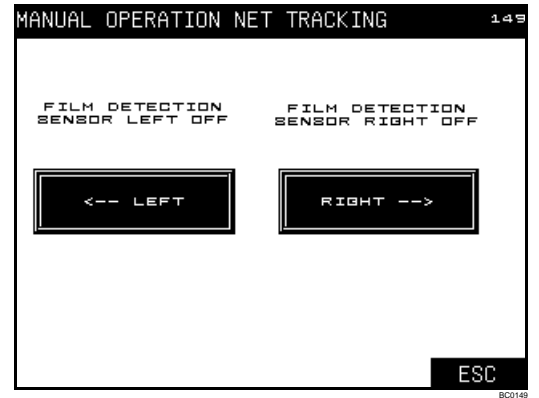 MANUAL OPERATION NET TRACKING 149
FILM DETECTION
SENSOR LEFT OFF
FILM DETECTION
SENSOR RIGHT OFF
<-- LEFT
RIGHT -->
ESC
BC0149